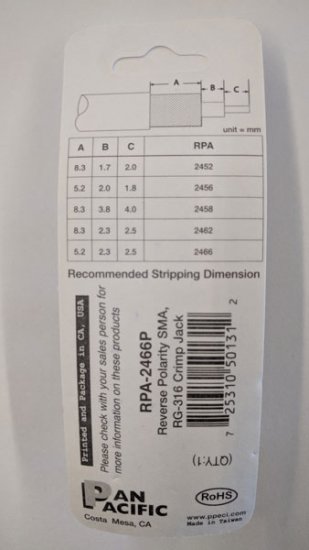 A
B
C
unit = mm
A B C RPA
8.3 1.7 2.0 2452
5.2 2.0 1.8 2456
8.3 3.8 4.0 2458
8.3 2.3 2.5 2462
5.2 2.3 2.5 2466
Recommended Stripping Dimension
Printed and Package in CA, USA
Please check with your sales person for
more information on these products
RPA-2466P
Reverse Polarity SMA,
RG-316 Crimp Jack
7 25310 50131 2
(QTY:1)
PAN
PACIFIC
Costa Mesa, CA
RoHS
www.ppeci.com
Made in Taiwan